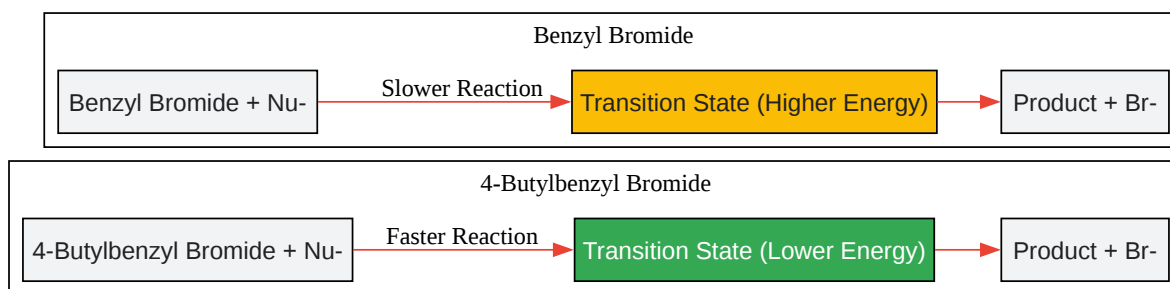 Benzyl Bromide
Benzyl Bromide + Nu-
Slower Reaction
Transition State (Higher Energy)
Product + Br-
4-Butylbenzyl Bromide
4-Butylbenzyl Bromide + Nu-
Faster Reaction
Transition State (Lower Energy)
Product + Br-